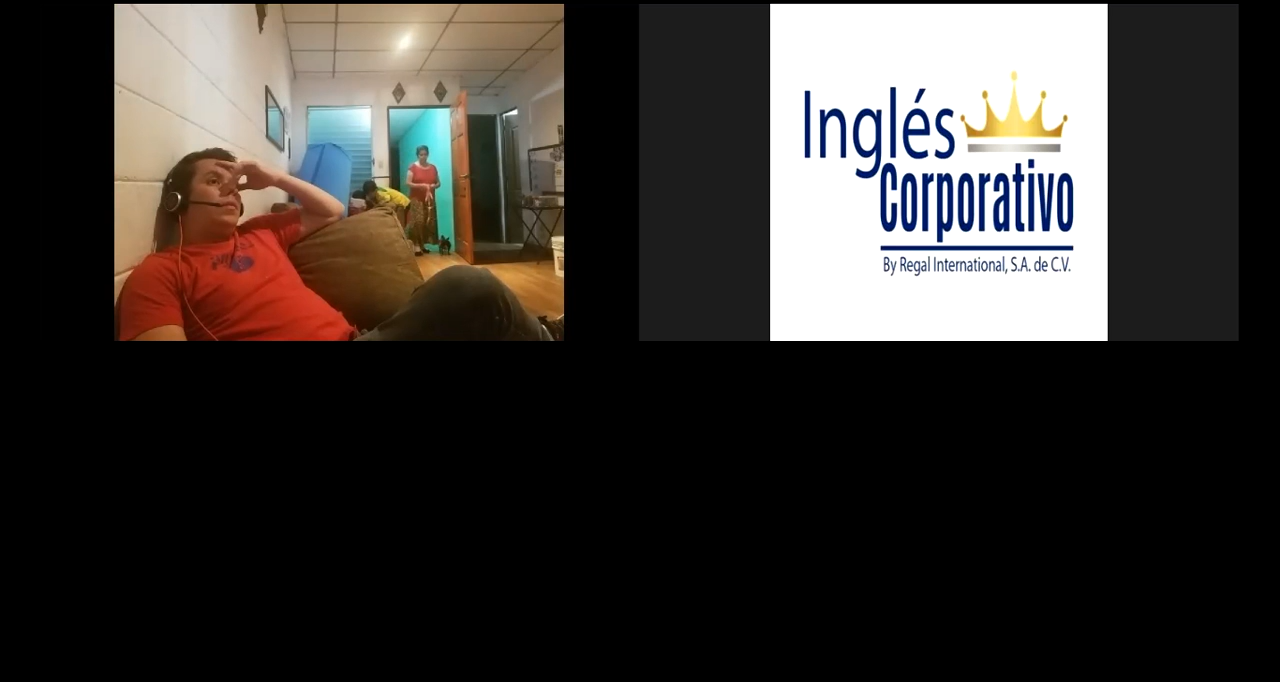 Inglés
Corporativo
By Regal International, S.A. de C.V.